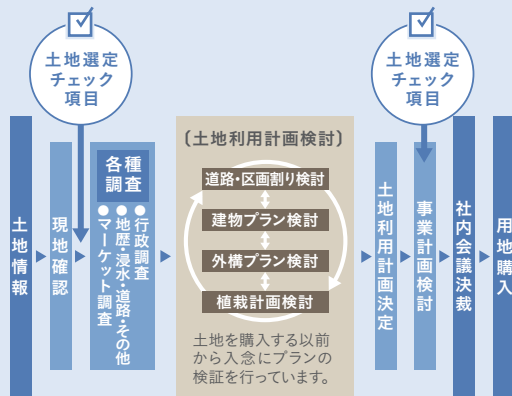 土地選定
チェック
項目
土地選定
チェック
項目
土地情報
現地確認
各種
調査
●行政調査
●地歴・浸水・道路・その他
●マーケット調査
〔土地利用計画検討〕
道路・区画割り検討
建物プラン検討
外構プラン検討
植栽計画検討
土地を購入する以前
から入念にプランの
検証を行っています。
土地利用計画決定
事業計画検討
社内会議決裁
用地購入